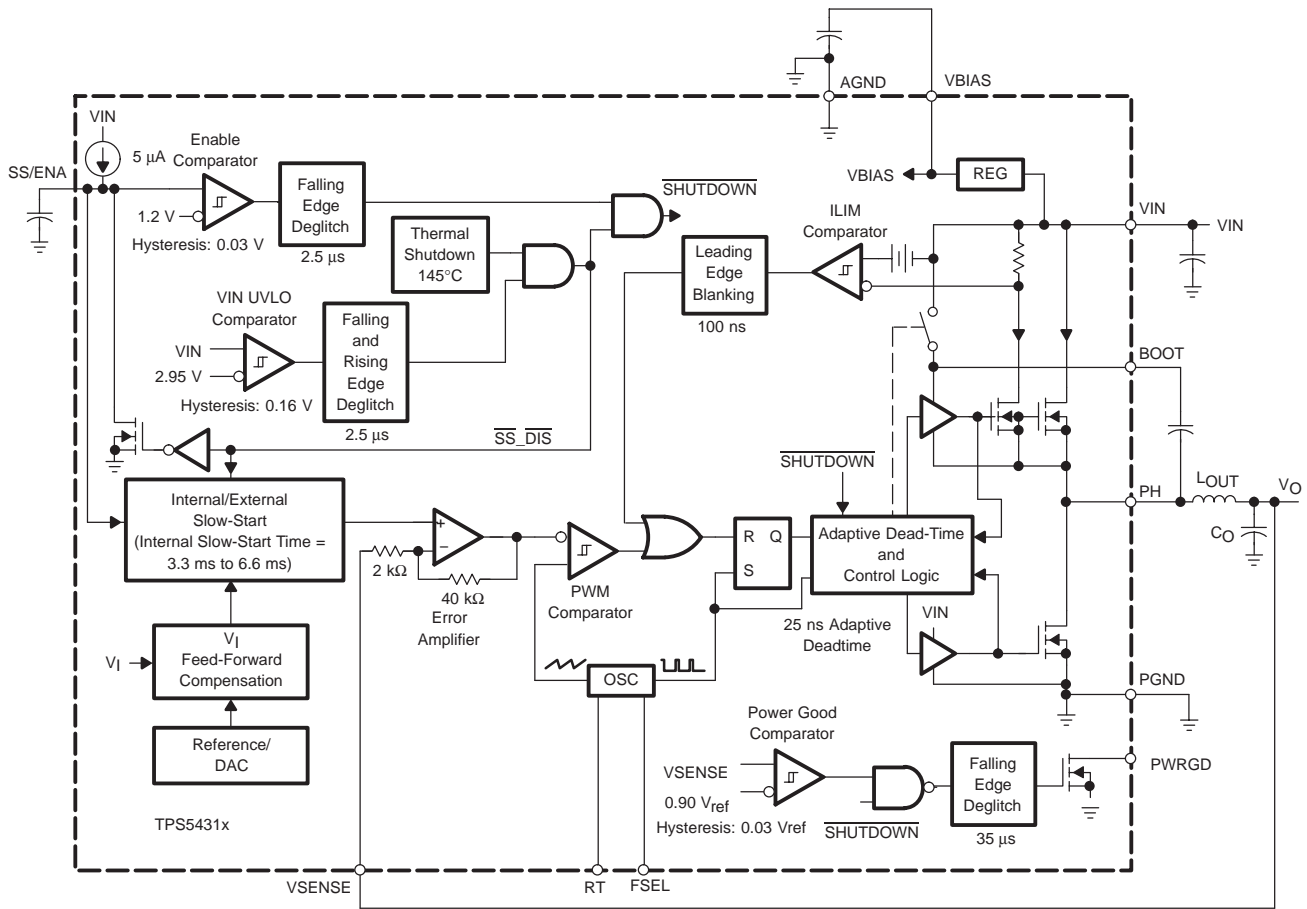 AGND
VBIAS
VIN
5 μA
Enable
Comparator
SS/ENA
1.2 V
Hysteresis: 0.03 V
Falling
Edge
Deglitch
2.5 μs
SHUTDOWN
VBIAS
REG
VIN
VIN
ILIM
Comparator
Thermal
Shutdown
145°C
Leading
Edge
Blanking
100 ns
VIN UVLO
Comparator
VIN
2.95 V
Hysteresis: 0.16 V
Falling
and
Rising
Edge
Deglitch
2.5 μs
BOOT
SS_DIS
SHUTDOWN
PH
LOUT
VO
CO
Internal/External
Slow-Start
(Internal Slow-Start Time =
3.3 ms to 6.6 ms)
+
−
2 kΩ
40 kΩ
Error
Amplifier
PWM
Comparator
R Q
S
Adaptive Dead-Time
and
Control Logic
25 ns Adaptive
Deadtime
VIN
VI
VI
Feed-Forward
Compensation
OSC
PGND
Reference/
DAC
Power Good
Comparator
VSENSE
0.90 Vref
Hysteresis: 0.03 Vref
SHUTDOWN
Falling
Edge
Deglitch
35 μs
PWRGD
TPS5431x
VSENSE
RT
FSEL